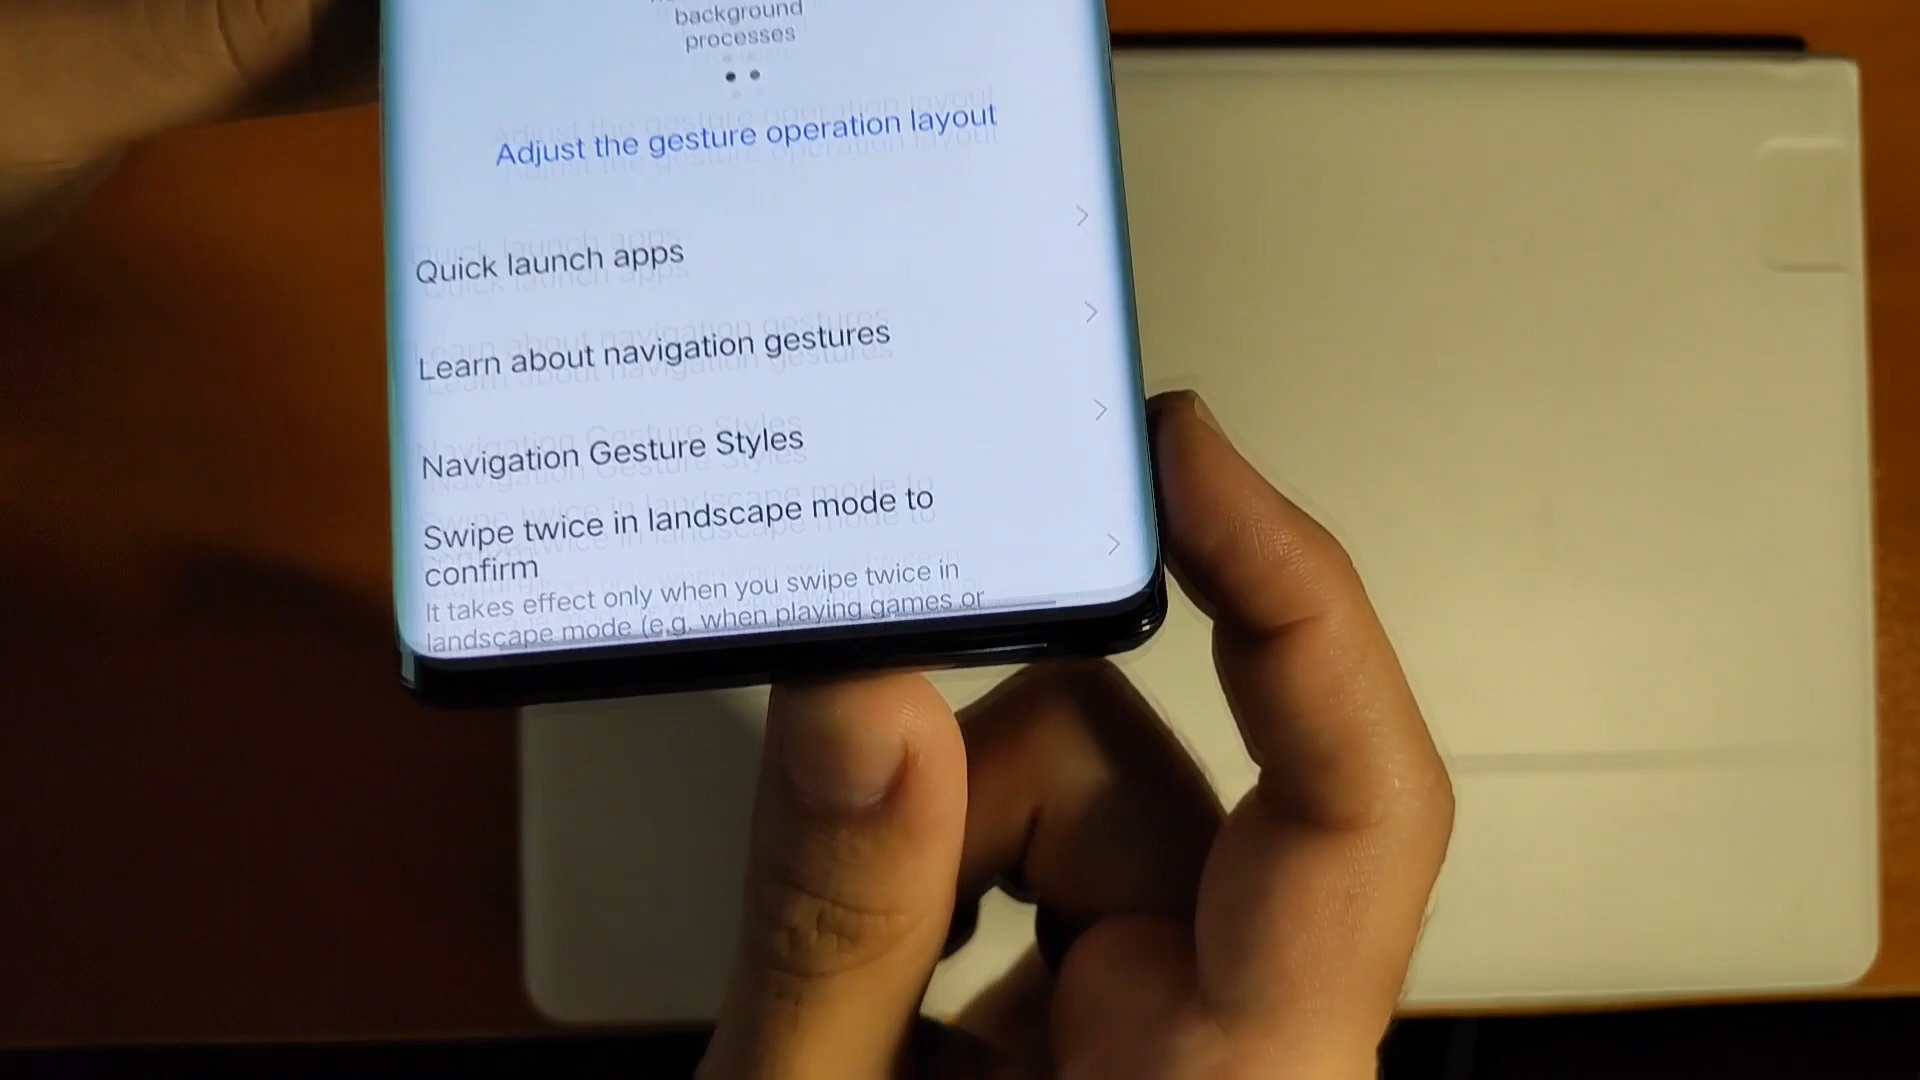 background
processes
Adjust the gesture operation layout
Quick launch apps
Learn about navigation gestures
Navigation Gesture Styles
Swipe twice in landscape mode to
confirm
It takes effect only when you swipe twice in
landscape mode (e.g. when playing games or